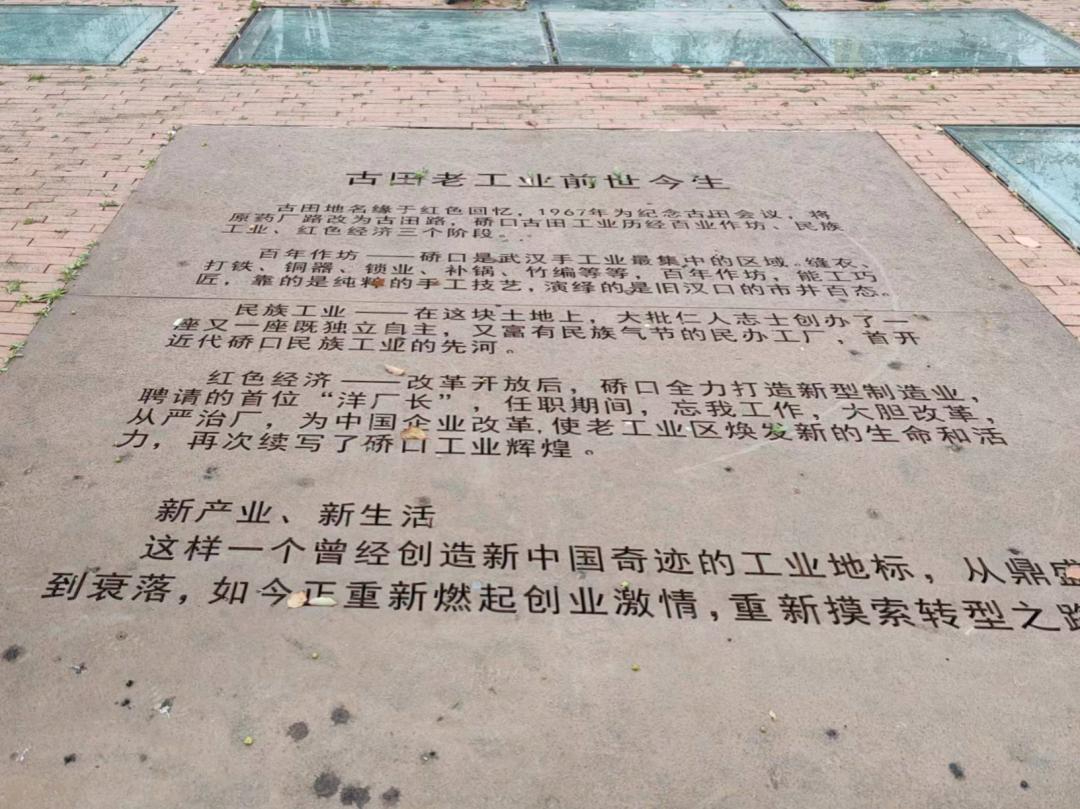 古田老工业前世今生
古田地名缘于红色回忆，1967年为纪念古田会议，将
原药厂路改为古田路，硚口古田工业历经百业作坊、民族
工业、红色经济三个阶段。
百年作坊——硚口是武汉手工业最集中的区域。缝衣、
打铁、铜器、锁业、补锅、竹编等等，百年作坊，能工巧
匠，靠的是纯粹的手工技艺，演绎的是旧汉口的市井百态。
民族工业——在这块土地上，大批仁人志士创办了一
座又一座既独立自主，又富有民族气节的民办工厂，首开
近代硚口民族工业的先河。
红色经济——改革开放后，硚口全力打造新型制造业，
聘请的首位“洋厂长”，任职期间，忘我工作，大胆改革，
从严治厂，为中国企业改革，使老工业区焕发新的生命和活
力，再次续写了硚口工业辉煌。
新产业、新生活
这样一个曾经创造新中国奇迹的工业地标，从鼎盛
到衰落，如今正重新燃起创业激情，重新摸索转型之路